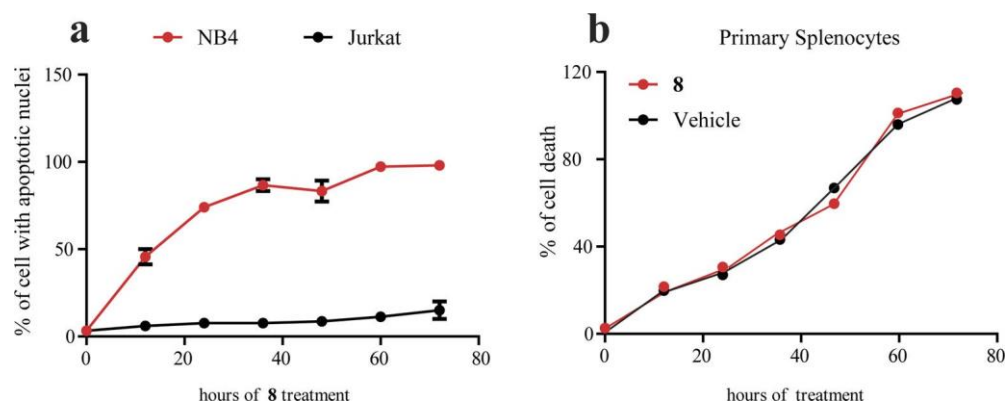 a
NB4 Jurkat
% of cell with apoptotic nuclei
150
100
50
0
0 20 40 60 80
hours of 8 treatment
b
Primary Splenocytes
8
Vehicle
% of cell death
120
80
40
0
0 20 40 60 80
hours of treatment